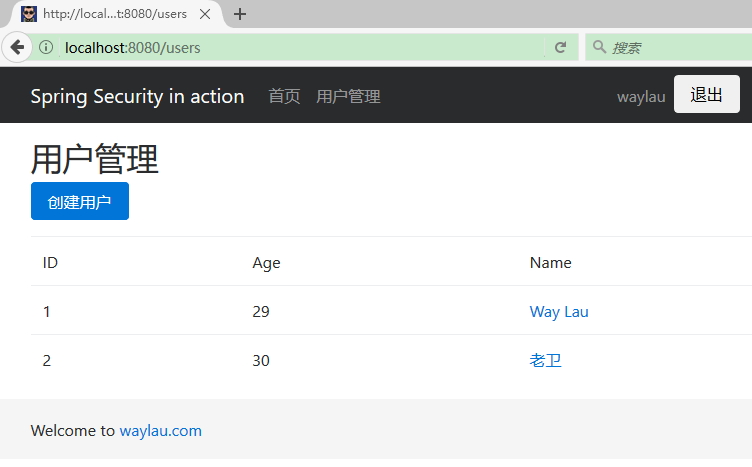 http://local...t:8080/users
localhost:8080/users
搜索
Spring Security in action 首页 用户管理 waylau 退出
用户管理
创建用户
ID Age Name
1 29 Way Lau
2 30 老卫
Welcome to waylau.com